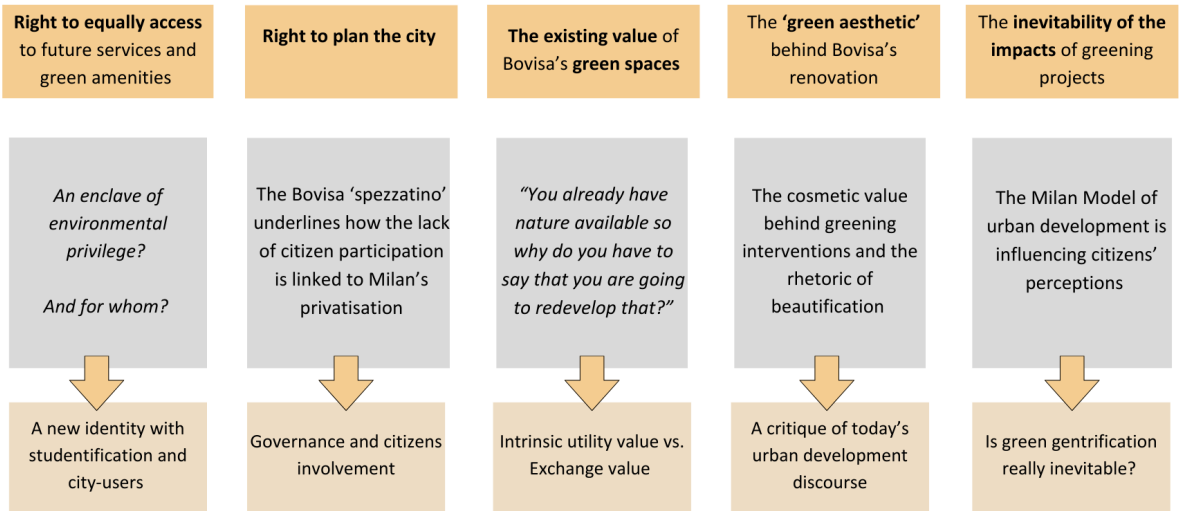 Right to equally access
to future services and
green amenities
Right to plan the city
The existing value of
Bovisa’s green spaces
The ‘green aesthetic’
behind Bovisa’s
renovation
The inevitability of the
impacts of greening
projects
An enclave of
environmental
privilege?
And for whom?
The Bovisa ‘spezzatino’
underlines how the lack
of citizen participation
is linked to Milan’s
privatisation
“You already have
nature available so
why do you have to
say that you are going
to redevelop that?”
The cosmetic value
behind greening
interventions and the
rhetoric of
beautification
The Milan Model of
urban development is
influencing citizens’
perceptions
A new identity with
studentification and
city-users
Governance and citizens
involvement
Intrinsic utility value vs.
Exchange value
A critique of today’s
urban development
discourse
Is green gentrification
really inevitable?